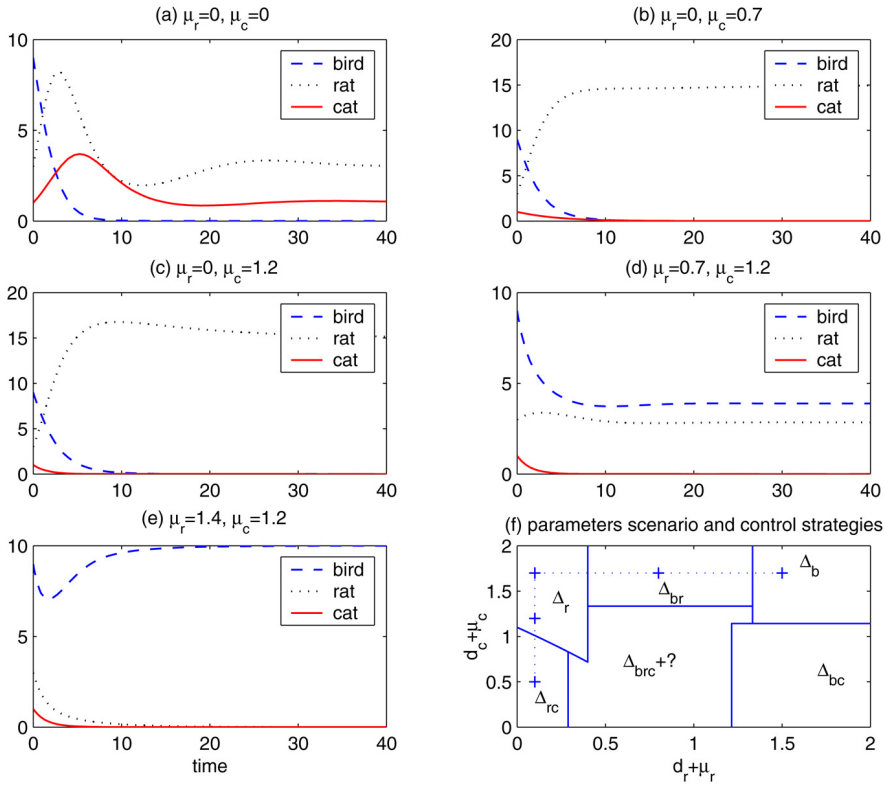 (a) μr=0, μc=0
10
5
0
0 10 20 30 40
bird
rat
cat
(b) μr=0, μc=0.7
20
15
10
5
0
0 10 20 30 40
bird
rat
cat
(c) μr=0, μc=1.2
20
15
10
5
0
0 10 20 30 40
bird
rat
cat
(d) μr=0.7, μc=1.2
10
5
0
0 10 20 30 40
bird
rat
cat
(e) μr=1.4, μc=1.2
10
5
0
0 10 20 30 40
time
bird
rat
cat
(f) parameters scenario and control strategies
2
1.5
1
0.5
0
0 0.5 1 1.5 2
dc+μc
dr+μr
Δr
Δbr
Δb
Δrc
Δbrc+?
Δbc